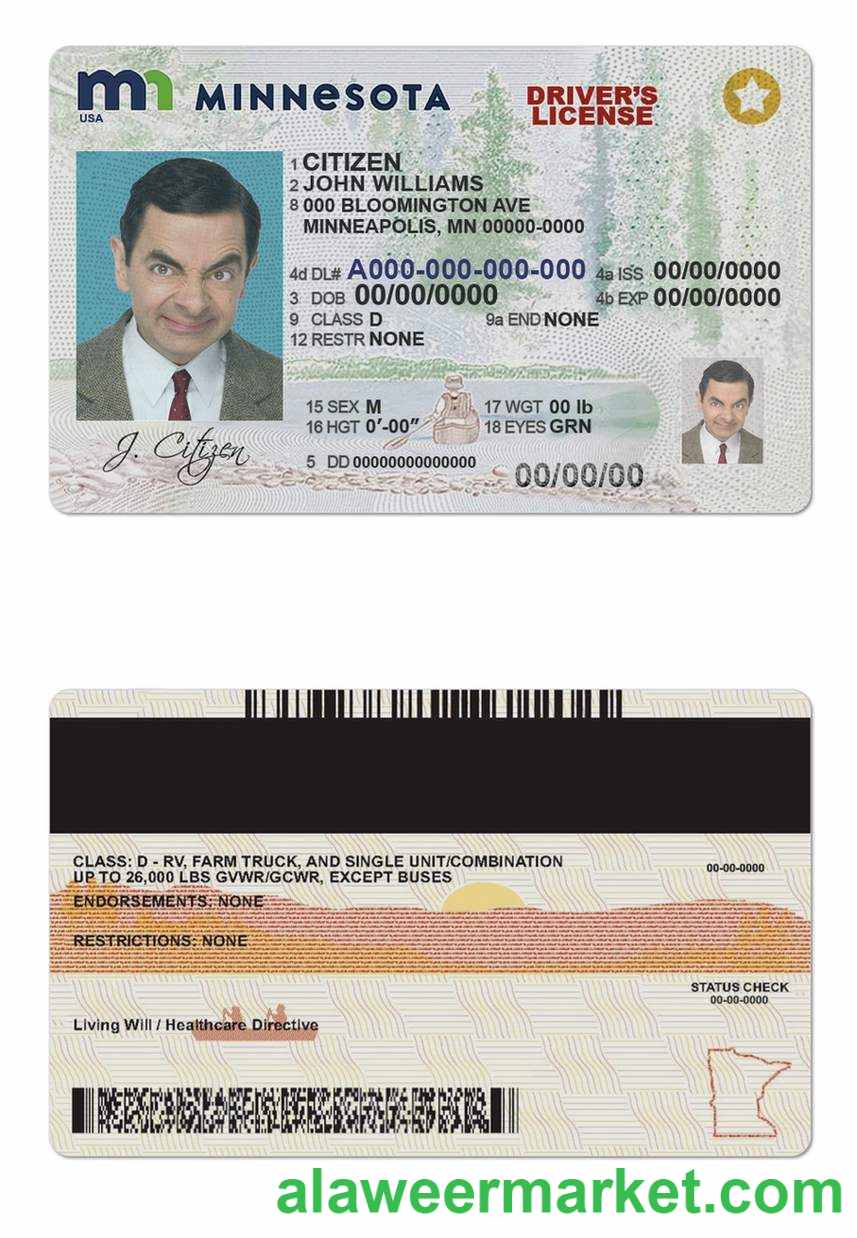 mn MINNESOTA
USA
DRIVER'S
LICENSE
1 CITIZEN
2 JOHN WILLIAMS
8 000 BLOOMINGTON AVE
MINNEAPOLIS, MN 00000-0000
4d DL# A000-000-000-000 4a ISS 00/00/0000
3 DOB 00/00/0000 4b EXP 00/00/0000
9 CLASS D 9a END NONE
12 RESTR NONE
15 SEX M 17 WGT 00 lb
16 HGT 0'-00" 18 EYES GRN
J. Citizen
5 DD 00000000000000
00/00/00
CLASS: D - RV, FARM TRUCK, AND SINGLE UNIT/COMBINATION
UP TO 26,000 LBS GVWR/GCWR, EXCEPT BUSES
00-00-0000
ENDORSEMENTS: NONE
RESTRICTIONS: NONE
STATUS CHECK
00-00-0000
Living Will / Healthcare Directive
alaweermarket.com